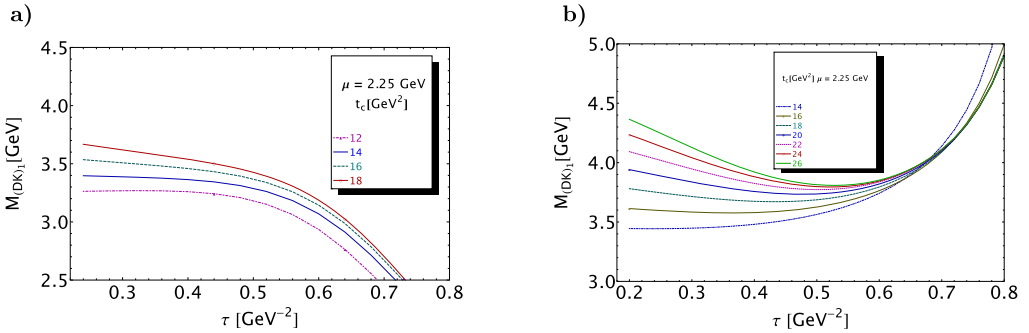 a)
4.5
4.0
3.5
3.0
2.5
M(DK)1[GeV]
0.3 0.4 0.5 0.6 0.7 0.8
τ [GeV⁻²]
μ = 2.25 GeV
tc[GeV²]
12
14
16
18
b)
5.0
4.5
4.0
3.5
3.0
M(DK)1[GeV]
0.2 0.3 0.4 0.5 0.6 0.7 0.8
τ [GeV⁻²]
tc[GeV²] μ = 2.25 GeV
14
16
18
20
22
24
26